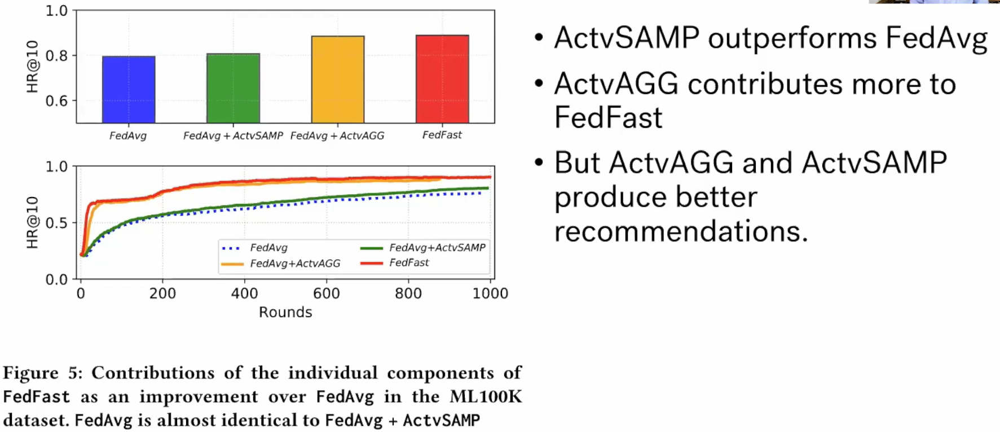 1.0
0.8
0.6
HR@10
FedAvg
FedAvg + ActvSAMP
FedAvg + ActvAGG
FedFast
1.0
0.5
0.0
HR@10
FedAvg
FedAvg+ActvAGG
FedAvg+ActvSAMP
FedFast
0 200 400 600 800 1000
Rounds
Figure 5: Contributions of the individual components of
FedFast as an improvement over FedAvg in the ML100K
dataset. FedAvg is almost identical to FedAvg + ActvSAMP
• ActvSAMP outperforms FedAvg
• ActvAGG contributes more to
FedFast
• But ActvAGG and ActvSAMP
produce better
recommendations.